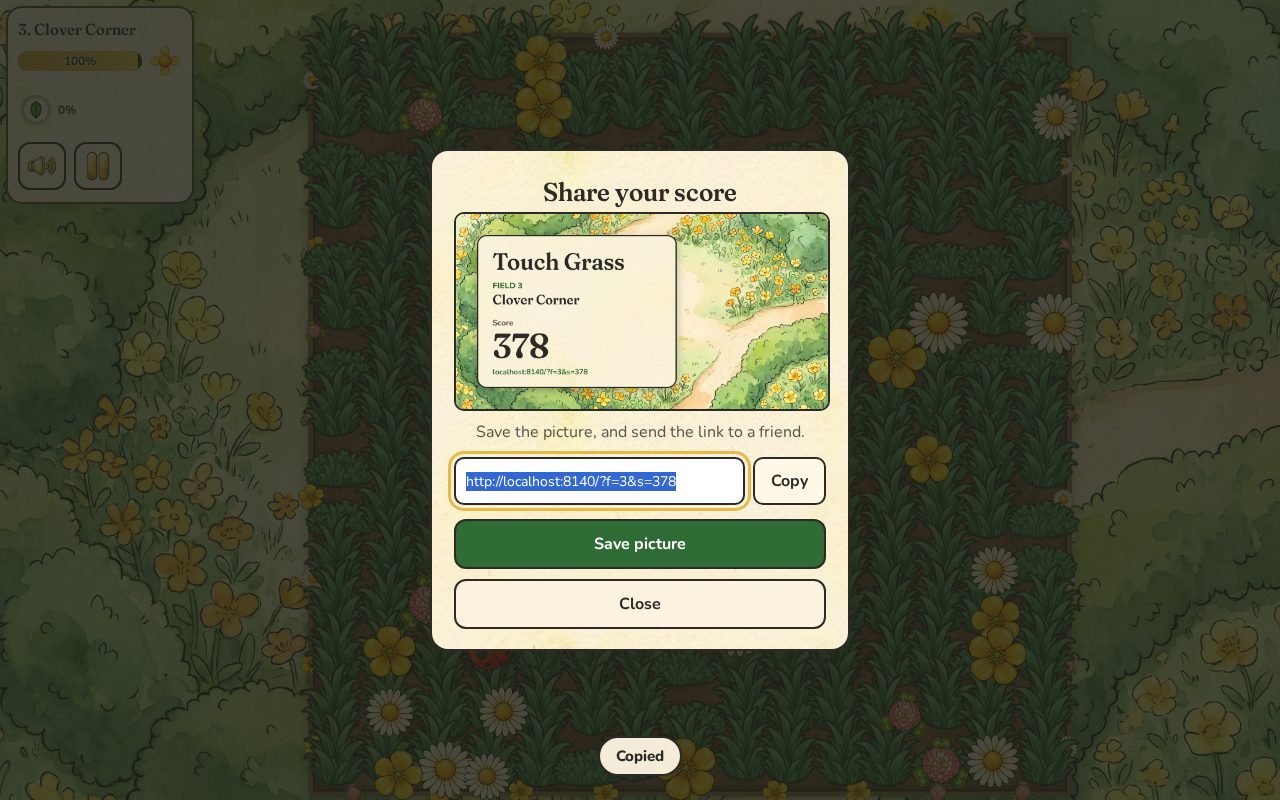 3. Clover Corner
100%
0%
Share your score
Touch Grass
FIELD 3
Clover Corner
Score
378
localhost:8140/?f=3&s=378
Save the picture, and send the link to a friend.
http://localhost:8140/?f=3&s=378
Copy
Save picture
Close
Copied